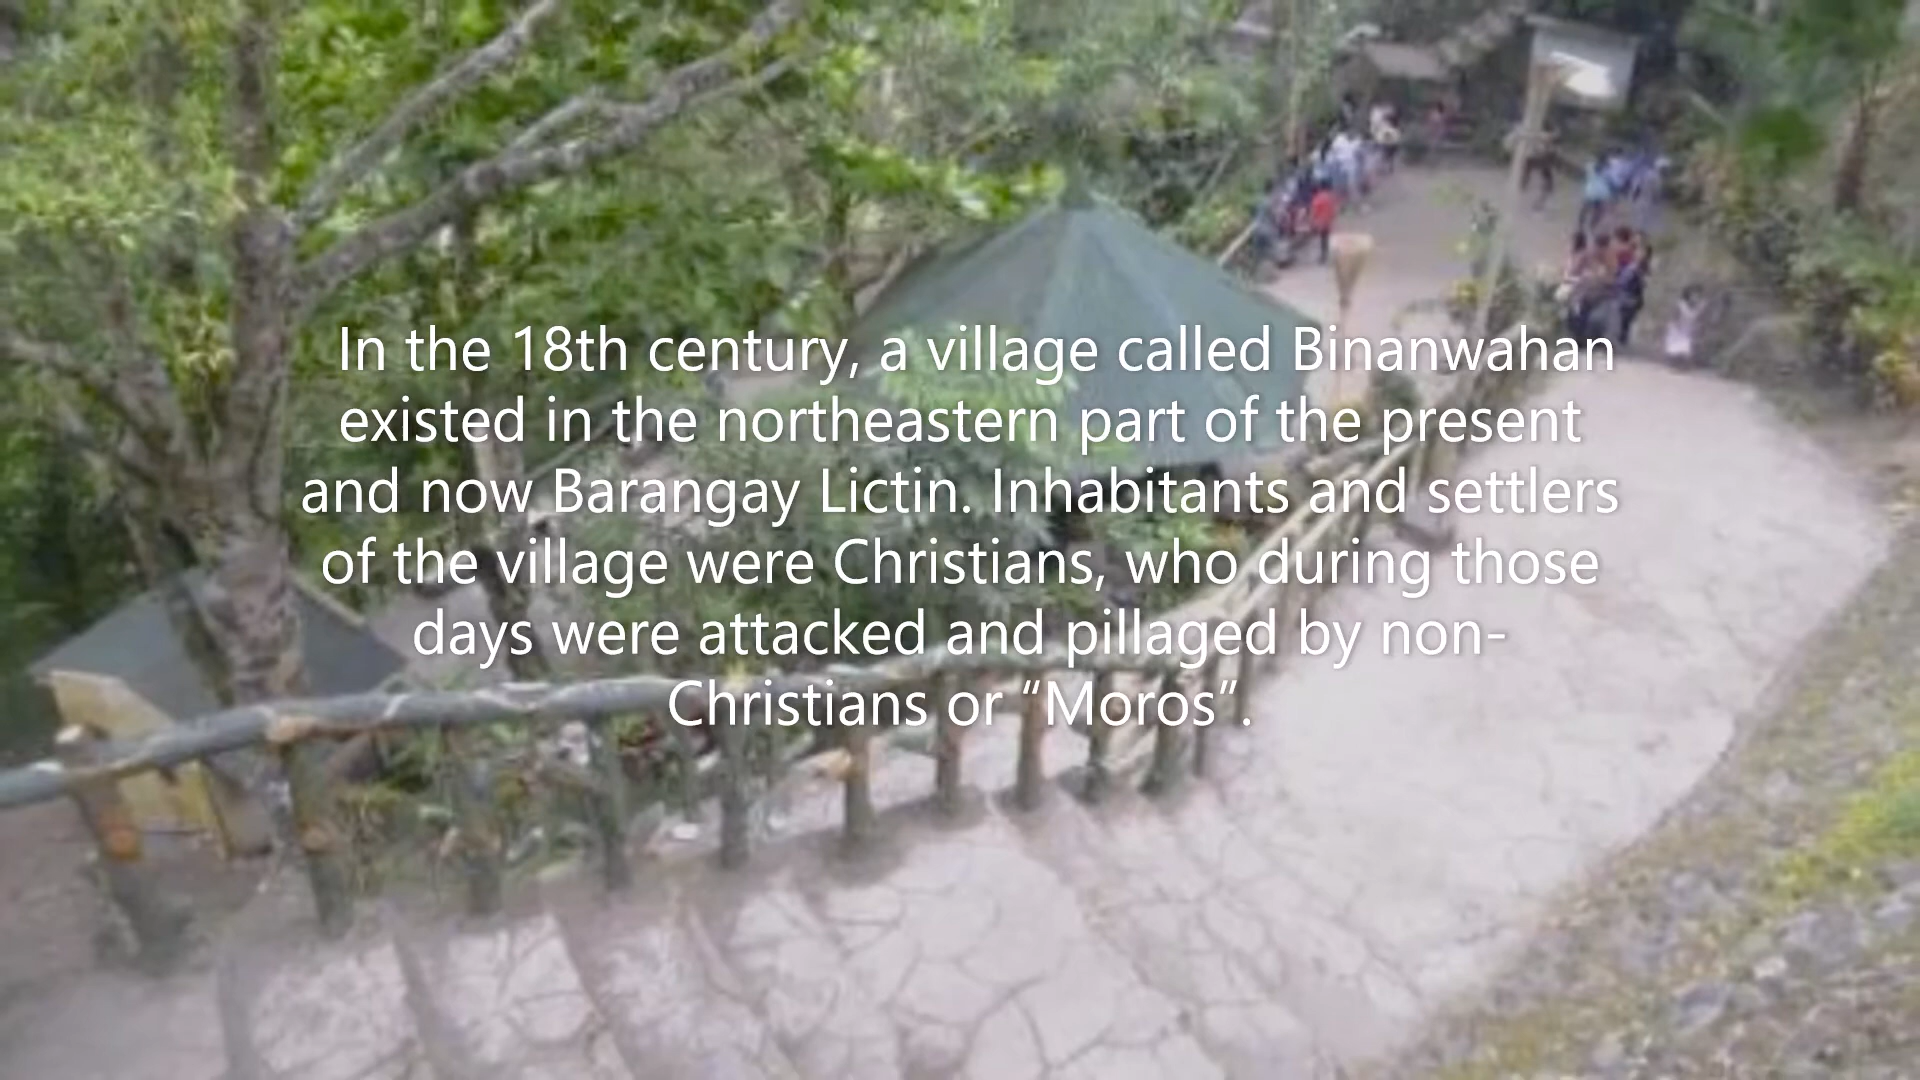 In the 18th century, a village called Binanwahan
existed in the northeastern part of the present
and now Barangay Lictin. Inhabitants and settlers
of the village were Christians, who during those
days were attacked and pillaged by non-
Christians or “Moros”.